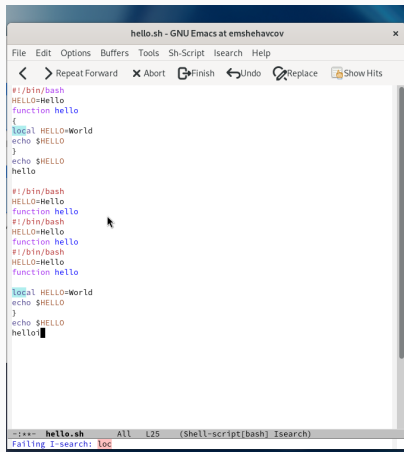 hello.sh - GNU Emacs at emshehavcov ×
File Edit Options Buffers Tools Sh-Script Isearch Help
Repeat Forward Abort Finish Undo Replace Show Hits
#!/bin/bash
HELLO=Hello
function hello
{
local HELLO=World
echo $HELLO
}
echo $HELLO
hello
#!/bin/bash
HELLO=Hello
function hello
#!/bin/bash
HELLO=Hello
function hello
#!/bin/bash
HELLO=Hello
function hello
local HELLO=World
echo $HELLO
}
echo $HELLO
helloi
-:**- hello.sh All L25 (Shell-script[bash] Isearch)
Failing I-search: loc